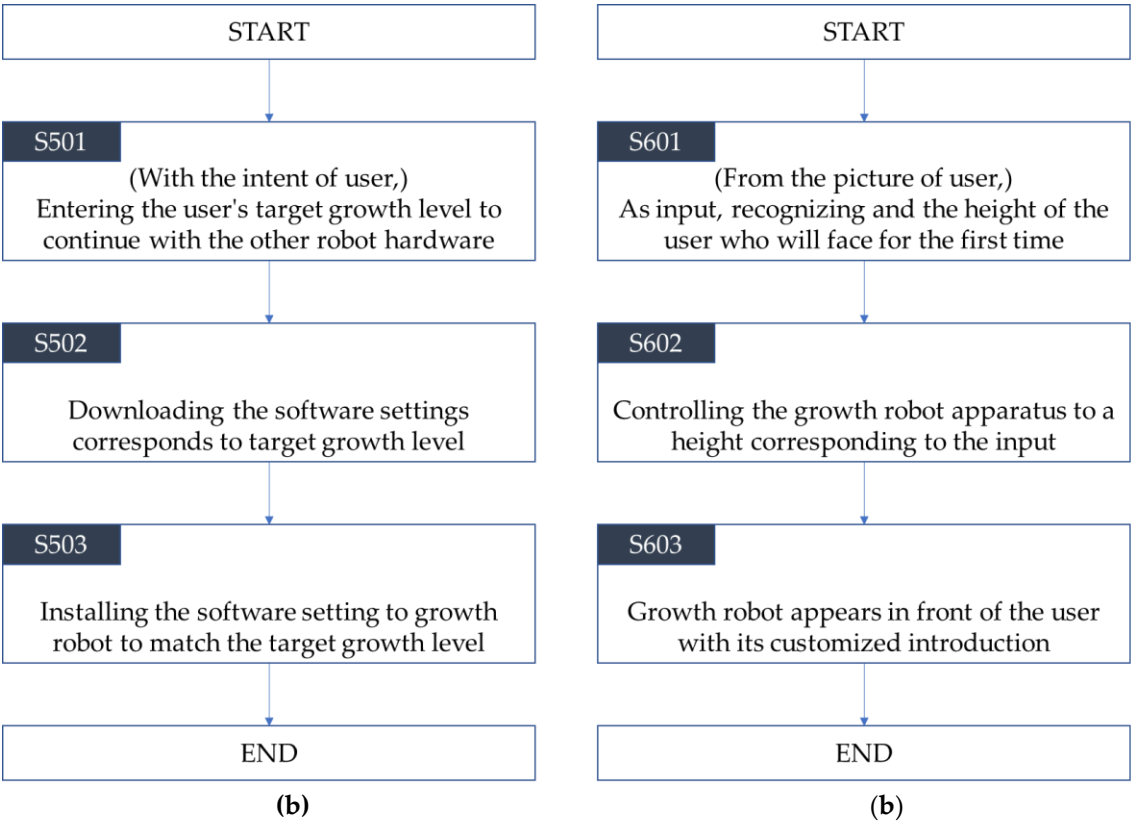 START
S501
(With the intent of user,)
Entering the user's target growth level to
continue with the other robot hardware
S502
Downloading the software settings
corresponds to target growth level
S503
Installing the software setting to growth
robot to match the target growth level
END
(b)
START
S601
(From the picture of user,)
As input, recognizing and the height of the
user who will face for the first time
S602
Controlling the growth robot apparatus to a
height corresponding to the input
S603
Growth robot appears in front of the user
with its customized introduction
END
(b)